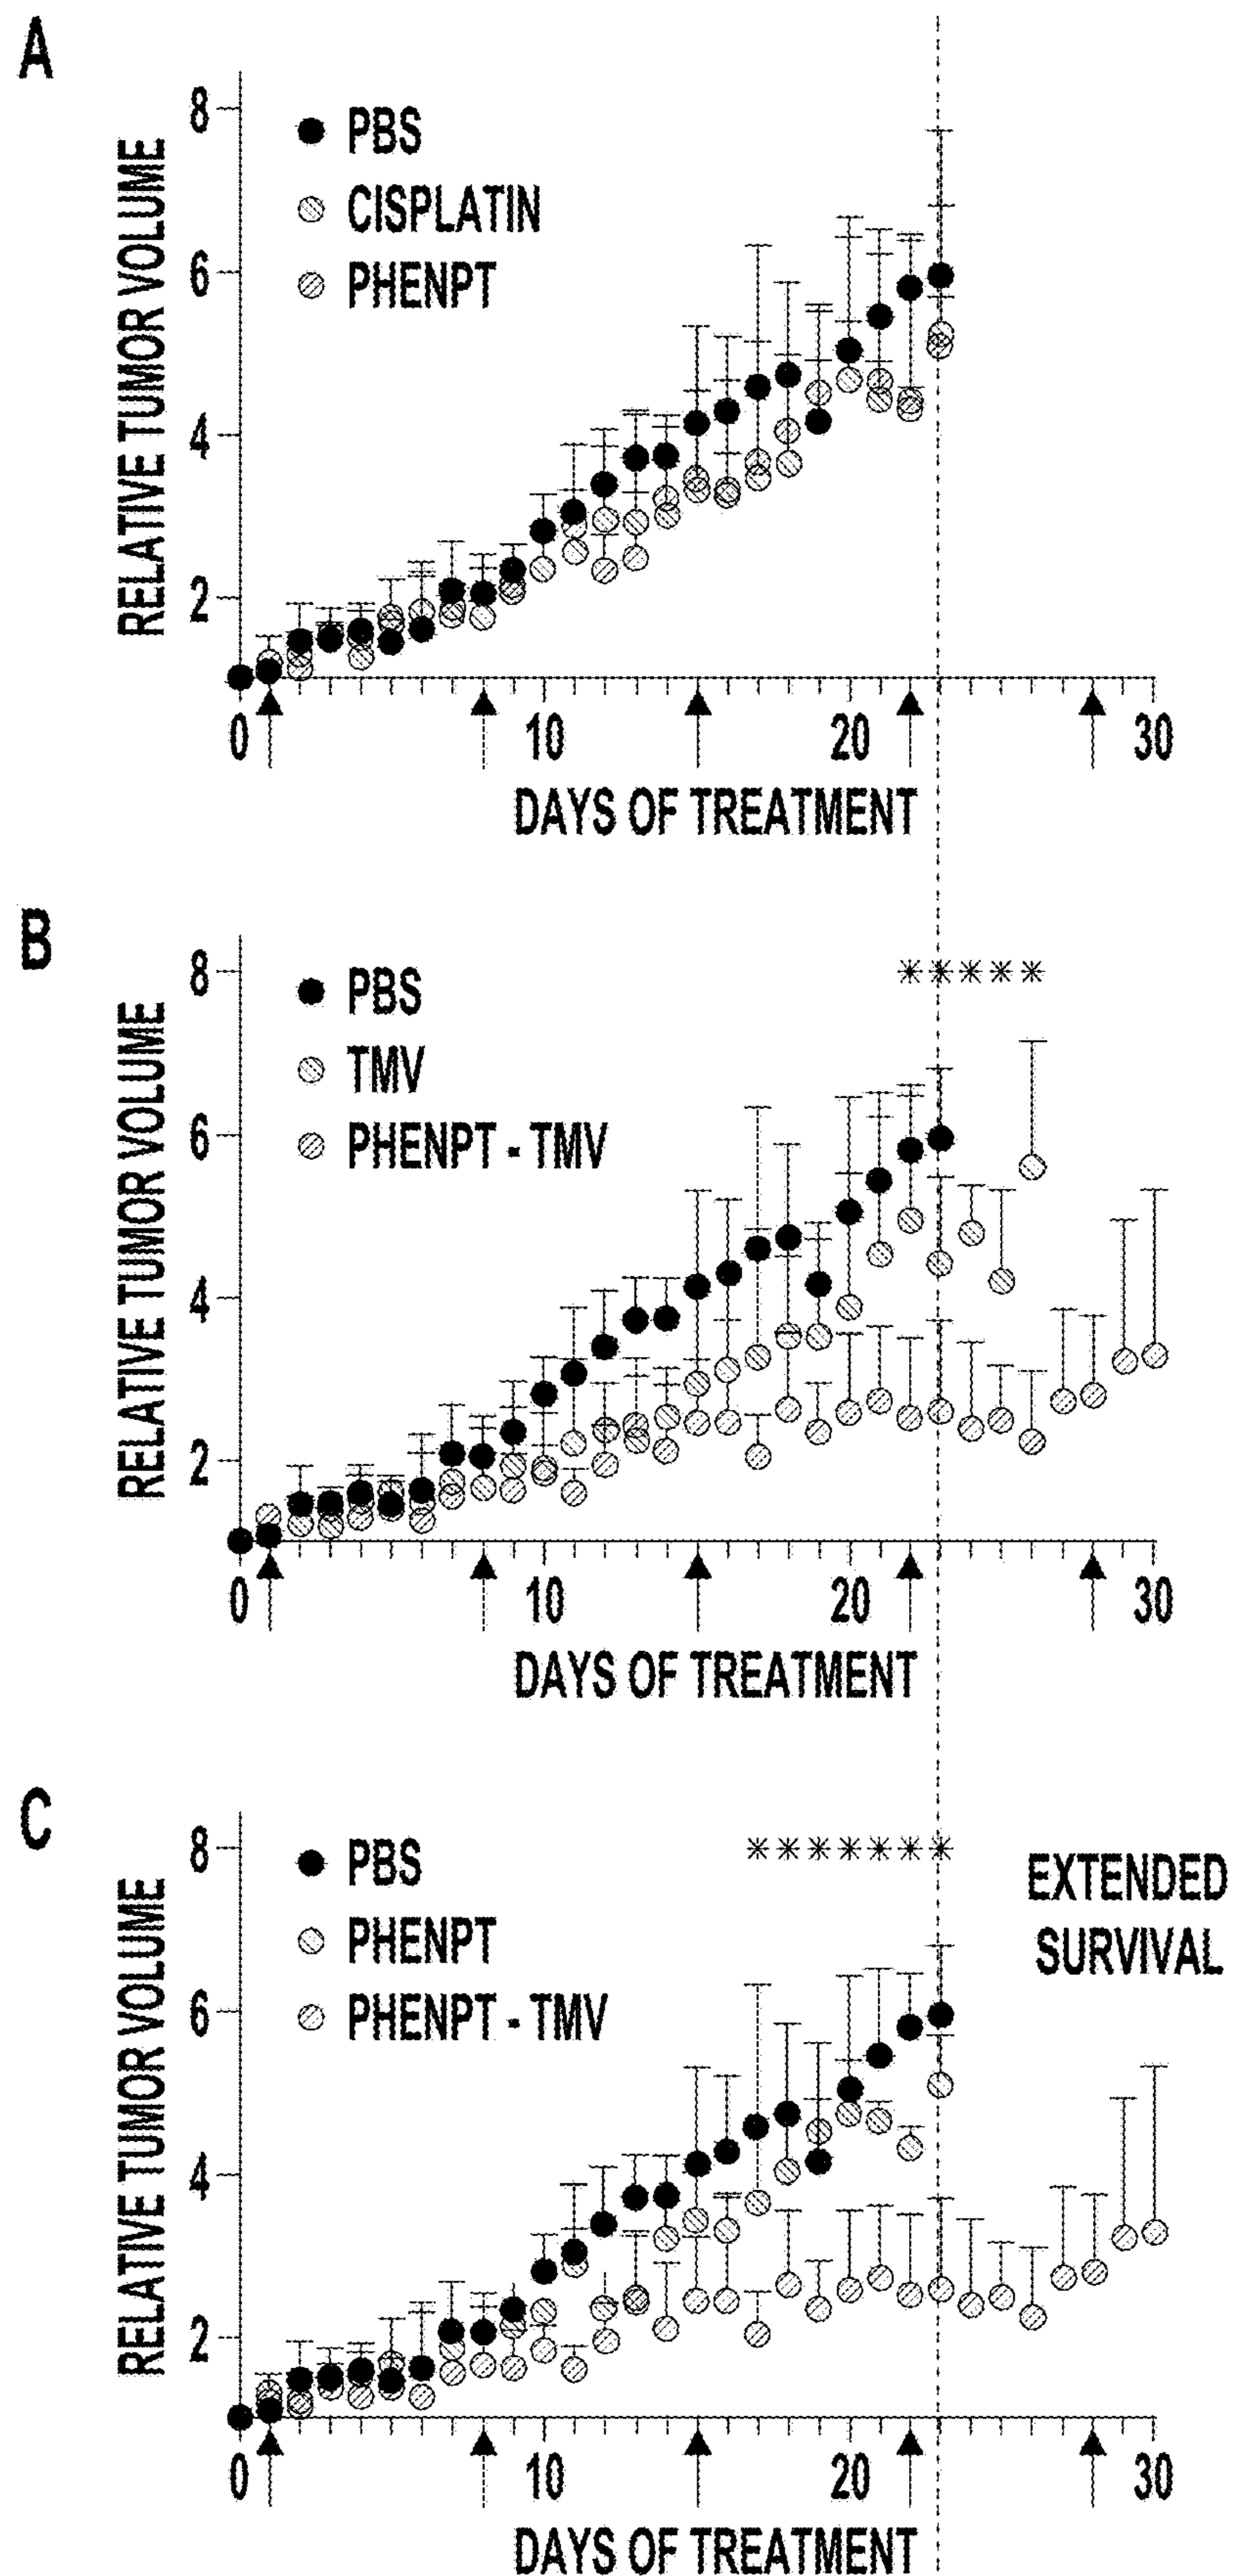 A
RELATIVE TUMOR VOLUME
8
6
4
2
PBS
CISPLATIN
PHENPT
0 10 20 30
DAYS OF TREATMENT
B
RELATIVE TUMOR VOLUME
8
6
4
2
* * * * *
PBS
TMV
PHENPT - TMV
0 10 20 30
DAYS OF TREATMENT
C
RELATIVE TUMOR VOLUME
8
6
4
2
* * * * * * *
PBS
PHENPT
PHENPT - TMV
EXTENDED
SURVIVAL
0 10 20 30
DAYS OF TREATMENT